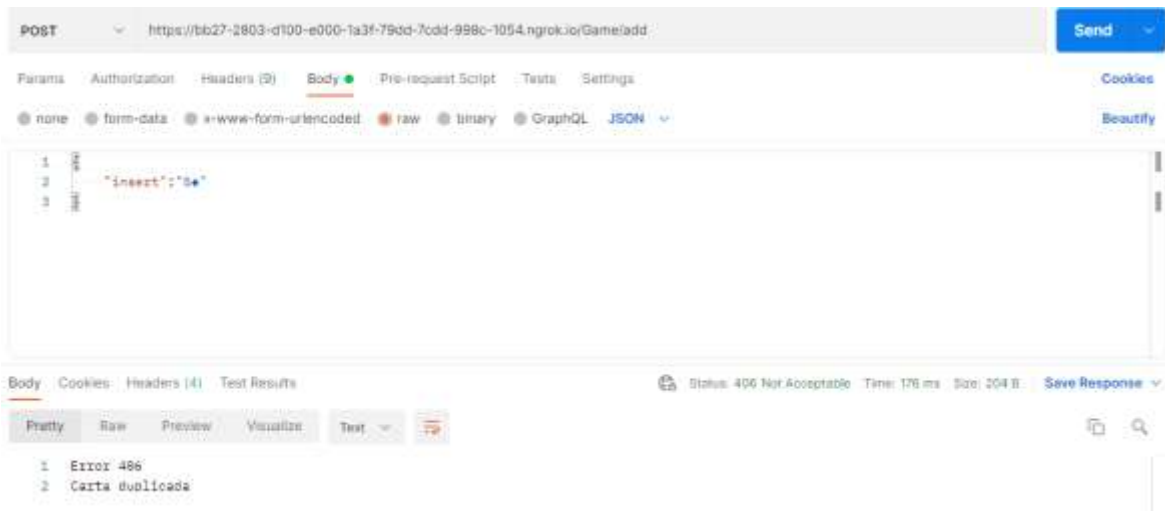 POST https://bb27-2803-d100-e000-1a3f-79dd-7cdd-998c-1054.ngrok.io/Game/add Send
Params Authorization Headers (9) Body Pre-request Script Tests Settings Cookies
none form-data x-www-form-urlencoded raw binary GraphQL JSON Beautify
1 {
2 "insert":"5♦"
3 }
Body Cookies Headers (4) Test Results Status: 406 Not Acceptable Time: 176 ms Size: 204 B Save Response
Pretty Raw Preview Visualize Text
1 Error 406
2 Carta duplicada